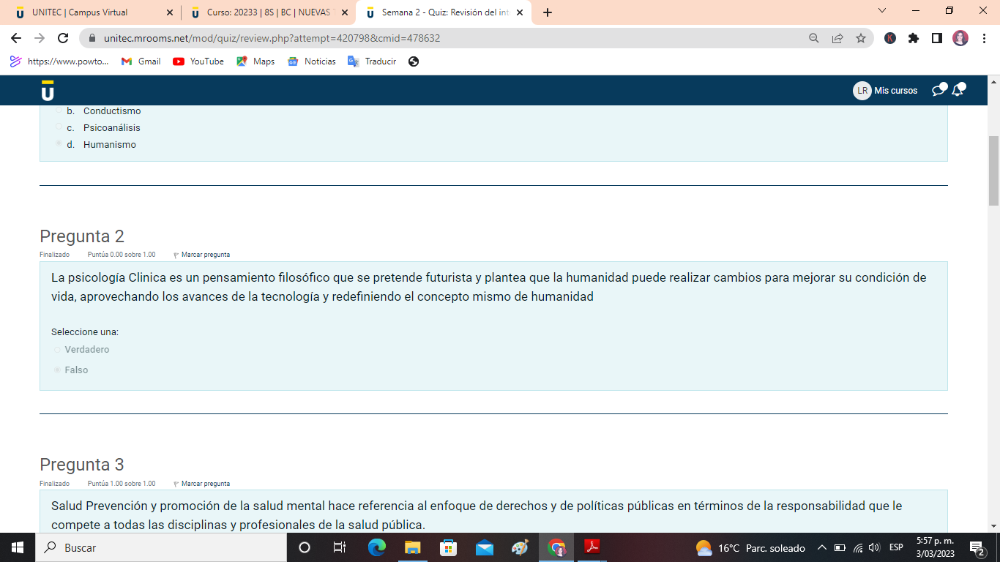 UNITEC | Campus Virtual
Curso: 20233 | 8S | BC | NUEVAS T
Semana 2 - Quiz: Revisión del int
unitec.mrooms.net/mod/quiz/review.php?attempt=420798&cmid=478632
https://www.powto... Gmail YouTube Maps Noticias Traducir
LR Mis cursos
b. Conductismo
c. Psicoanálisis
d. Humanismo
Pregunta 2
Finalizado Puntúa 0.00 sobre 1.00 Marcar pregunta
La psicología Clinica es un pensamiento filosófico que se pretende futurista y plantea que la humanidad puede realizar cambios para mejorar su condición de
vida, aprovechando los avances de la tecnología y redefiniendo el concepto mismo de humanidad
Seleccione una:
Verdadero
Falso
Pregunta 3
Finalizado Puntúa 1.00 sobre 1.00 Marcar pregunta
Salud Prevención y promoción de la salud mental hace referencia al enfoque de derechos y de políticas públicas en términos de la responsabilidad que le
compete a todas las disciplinas y profesionales de la salud pública.
Buscar
16°C Parc. soleado
ESP
5:57 p. m.
3/03/2023
2